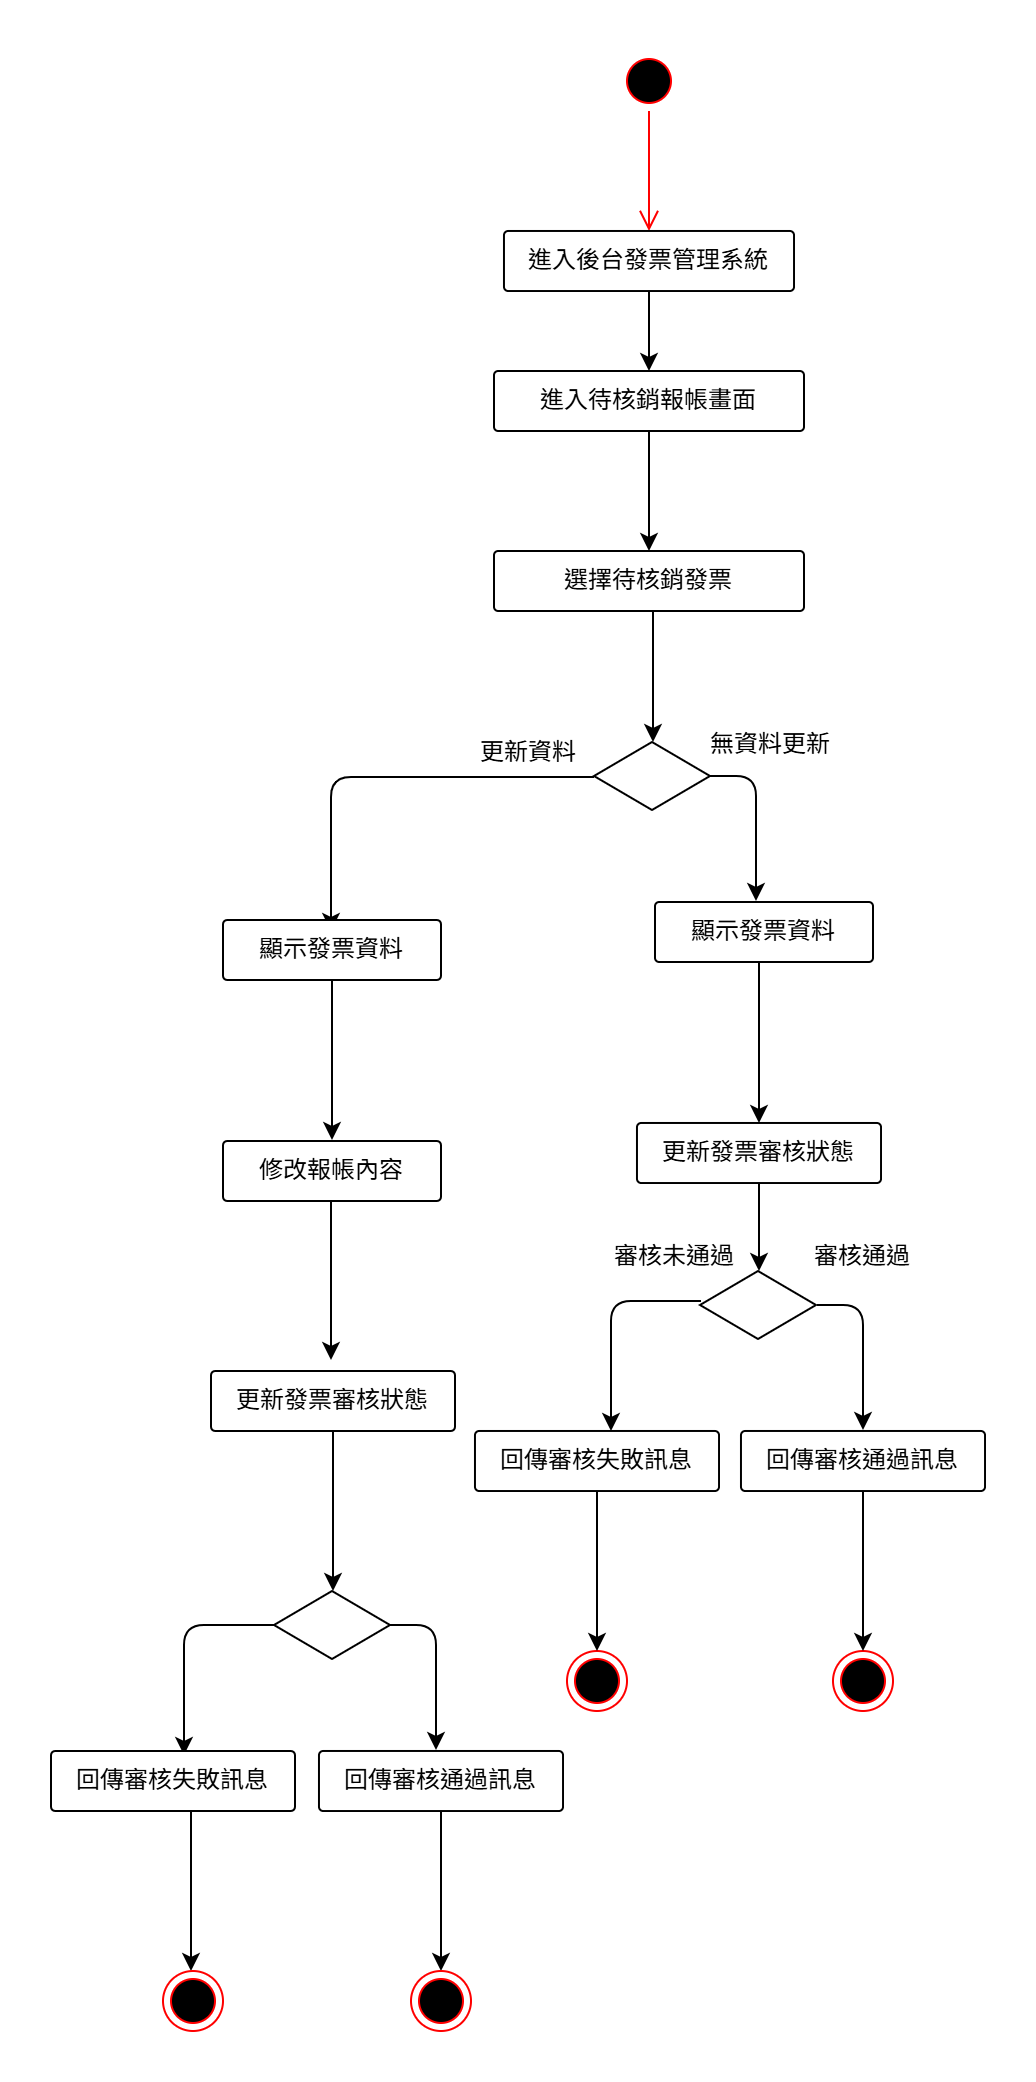 進入後台發票管理系統
進入待核銷報帳畫面
選擇待核銷發票
更新資料
無資料更新
顯示發票資料
顯示發票資料
修改報帳內容
更新發票審核狀態
審核未通過
審核通過
更新發票審核狀態
回傳審核失敗訊息
回傳審核通過訊息
回傳審核失敗訊息
回傳審核通過訊息